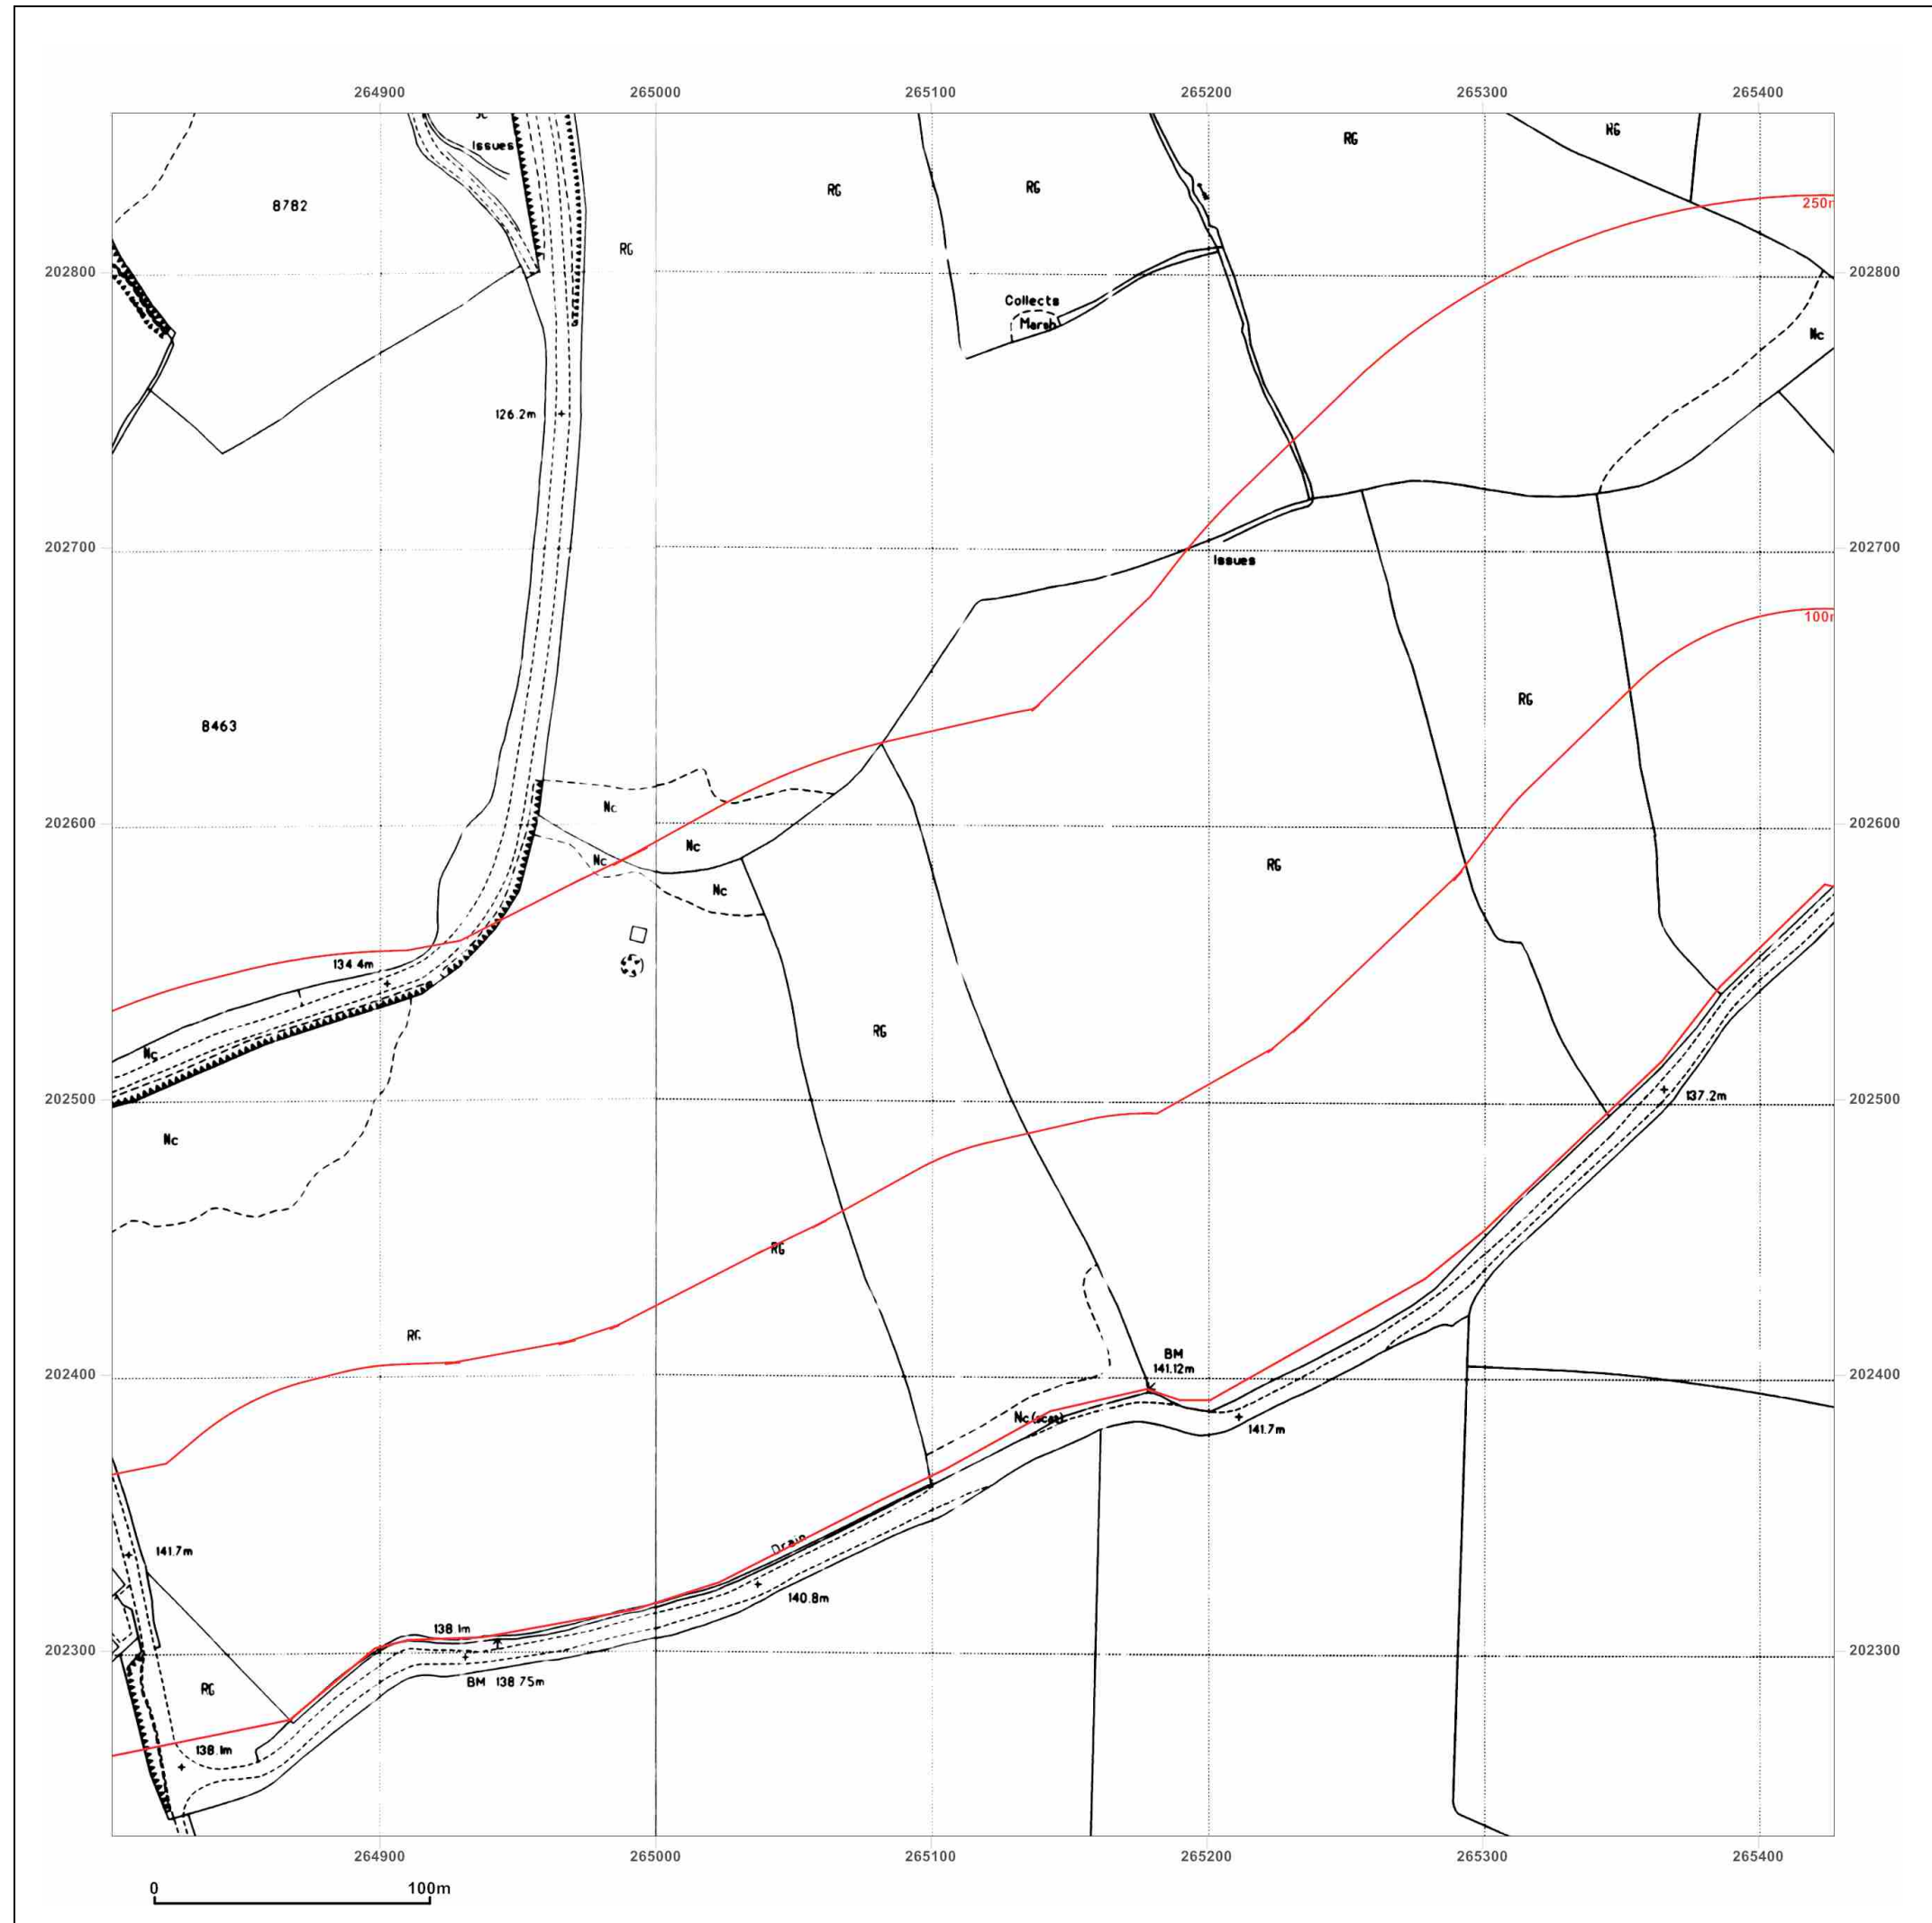 264900 265000 265100 265200 265300 265400
Issues
RG
RG
RG
RG
RG
8782
250m
RG
202800 202800
Collects
Marsh
Nc
126.2m
202700 202700
Issues
100m
RG
8463
Nc
202600 202600
Nc
Nc
RG
Nc
134.4m
RG
Nc
202500 202500
137.2m
Nc
RG
RG
BM
141.12m
202400 202400
Nc(scat)
141.7m
Drain
141.7m
140.8m
138.1m
202300 202300
BM 138.75m
RG
138.1m
264900 265000 265100 265200 265300 265400
0 100m